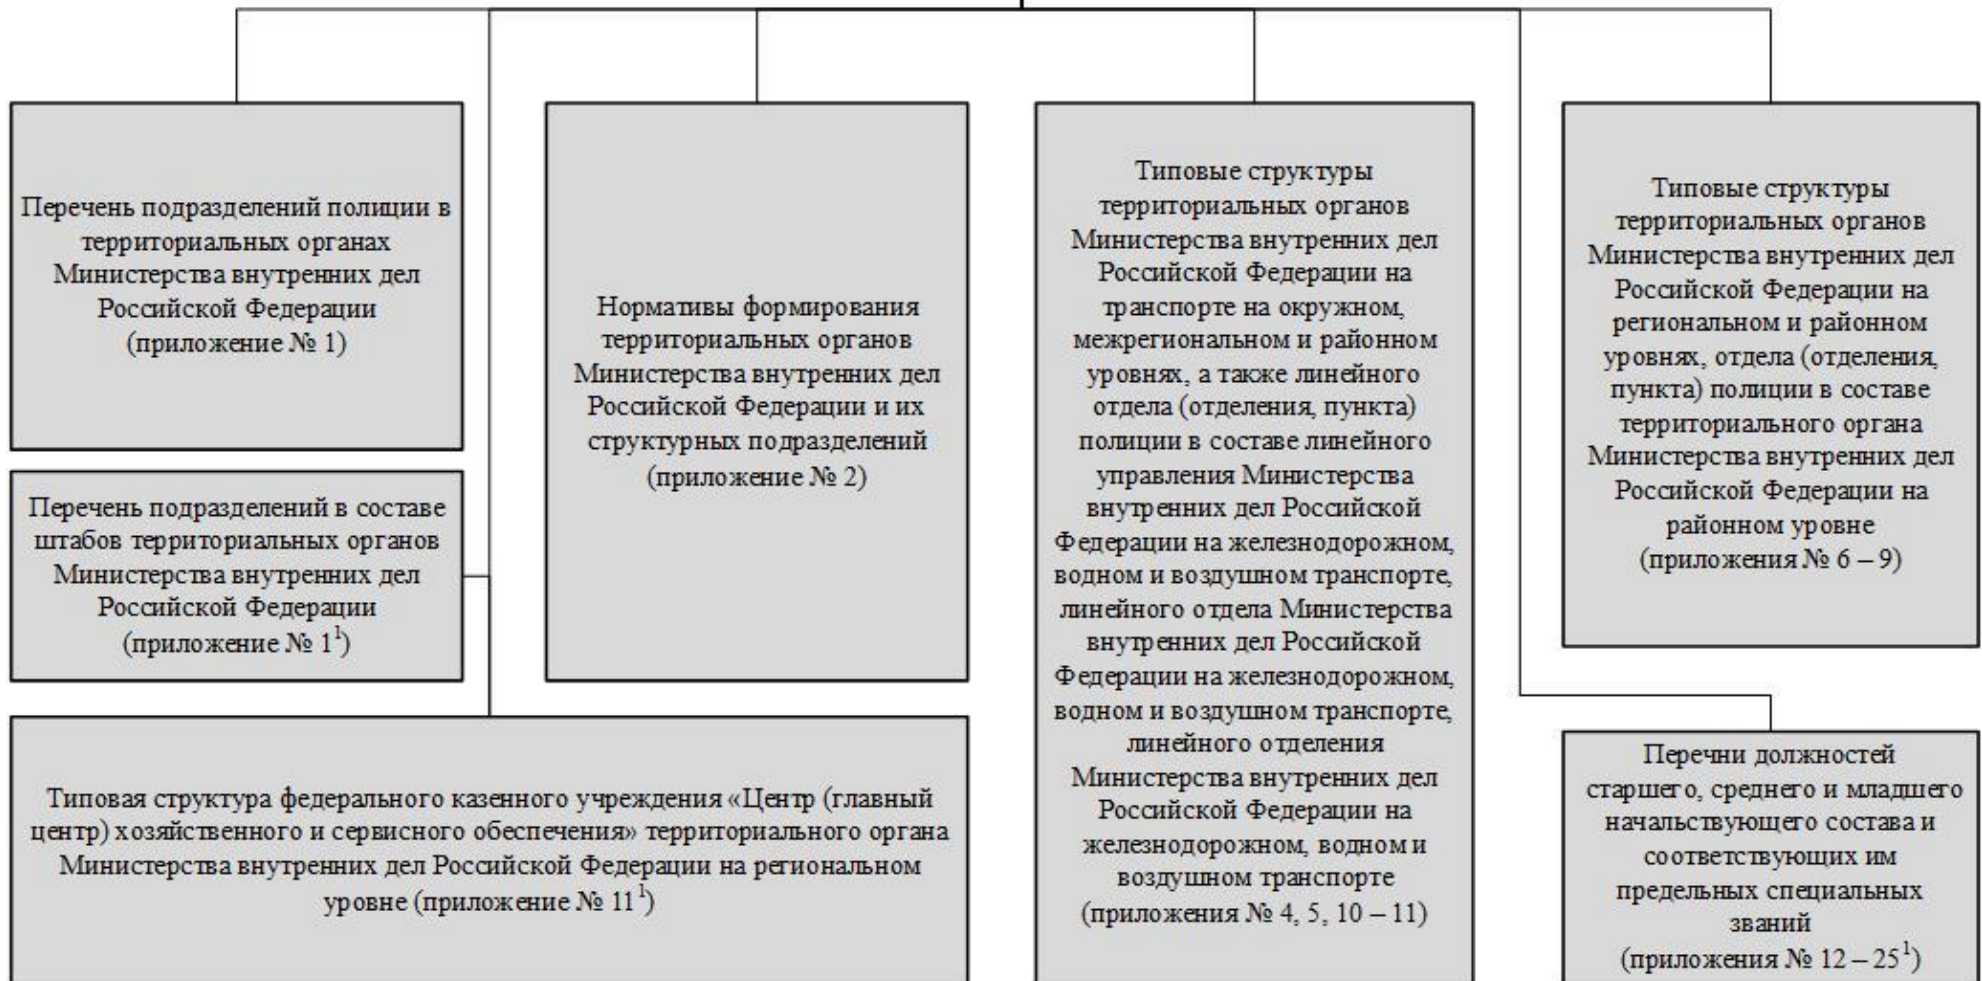 Перечень подразделений полиции в
территориальных органах
Министерства внутренних дел
Российской Федерации
(приложение № 1)
Перечень подразделений в составе
штабов территориальных органов
Министерства внутренних дел
Российской Федерации
(приложение № 1¹)
Нормативы формирования
территориальных органов
Министерства внутренних дел
Российской Федерации и их
структурных подразделений
(приложение № 2)
Типовая структура федерального казенного учреждения «Центр (главный
центр) хозяйственного и сервисного обеспечения» территориального органа
Министерства внутренних дел Российской Федерации на региональном
уровне (приложение № 11¹)
Типовые структуры
территориальных органов
Министерства внутренних дел
Российской Федерации на
транспорте на окружном,
межрегиональном и районном
уровнях, а также линейного
отдела (отделения, пункта)
полиции в составе линейного
управления Министерства
внутренних дел Российской
Федерации на железнодорожном,
водном и воздушном транспорте,
линейного отдела Министерства
внутренних дел Российской
Федерации на железнодорожном,
водном и воздушном транспорте,
линейного отделения
Министерства внутренних дел
Российской Федерации на
железнодорожном, водном и
воздушном транспорте
(приложения № 4, 5, 10 – 11)
Типовые структуры
территориальных органов
Министерства внутренних дел
Российской Федерации на
региональном и районном
уровнях, отдела (отделения,
пункта) полиции в составе
территориального органа
Министерства внутренних дел
Российской Федерации на
районном уровне
(приложения № 6 – 9)
Перечни должностей
старшего, среднего и младшего
начальствующего состава и
соответствующих им
предельных специальных
званий
(приложения № 12 – 25¹)